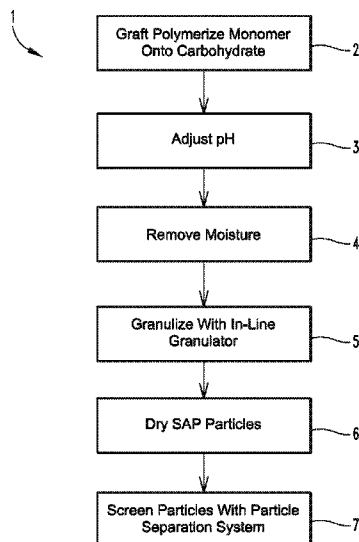 1
Graft Polymerize Monomer
Onto Carbohydrate
2
Adjust pH
3
Remove Moisture
4
Granulize With In-Line
Granulator
5
Dry SAP Particles
6
Screen Particles With Particle
Separation System
7